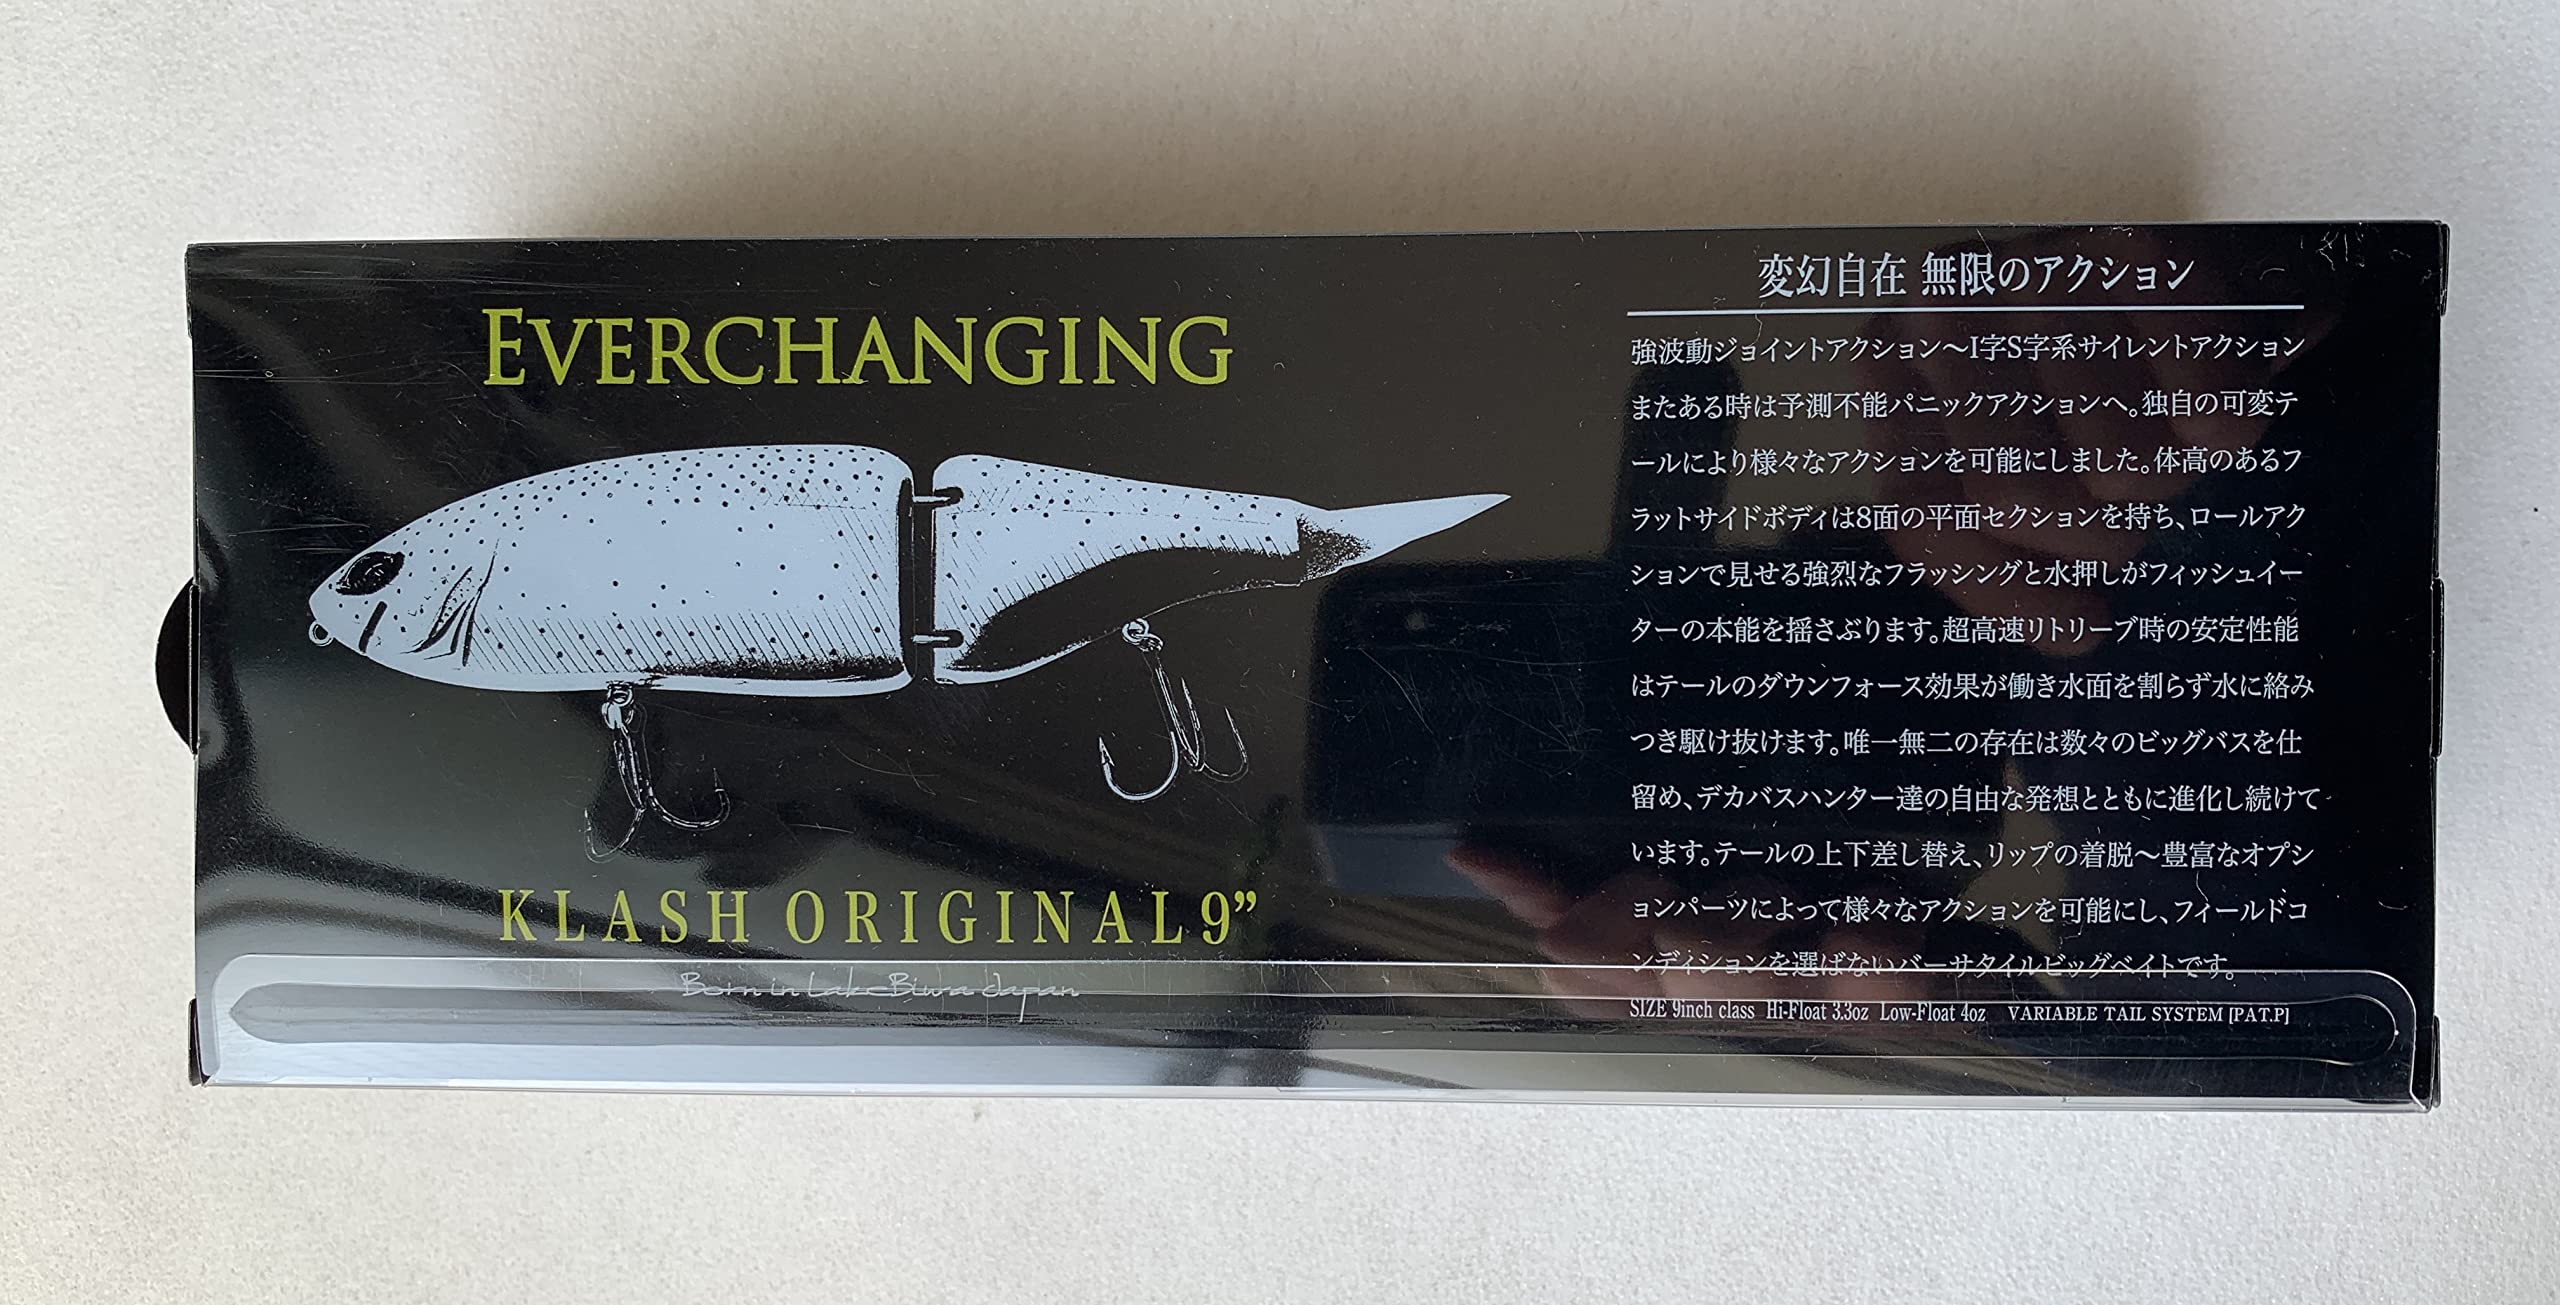 EVERCHANGING
KLASH ORIGINAL 9”
Born in Lake Biwa Japan
変幻自在 無限のアクション
強波動ジョイントアクション〜I字S字系サイレントアクション
またある時は予測不能パニックアクションへ。独自の可変テ
ールにより様々なアクションを可能にしました。体高のあるフ
ラットサイドボディは8面の平面セクションを持ち、ロールアク
ションで見せる強烈なフラッシングと水押しがフィッシュイー
ターの本能を揺さぶります。超高速リトリーブ時の安定性能
はテールのダウンフォース効果が働き水面を割らず水に絡み
つき駆け抜けます。唯一無二の存在は数々のビッグバスを仕
留め、デカバスハンター達の自由な発想とともに進化し続けて
います。テールの上下差し替え、リップの着脱〜豊富なオプシ
ョンパーツによって様々なアクションを可能にし、フィールドコ
ンディションを選ばないバーサタイルビッグベイトです。
SIZE 9inch class Hi-Float 3.3oz Low-Float 4oz VARIABLE TAIL SYSTEM [PAT.P]